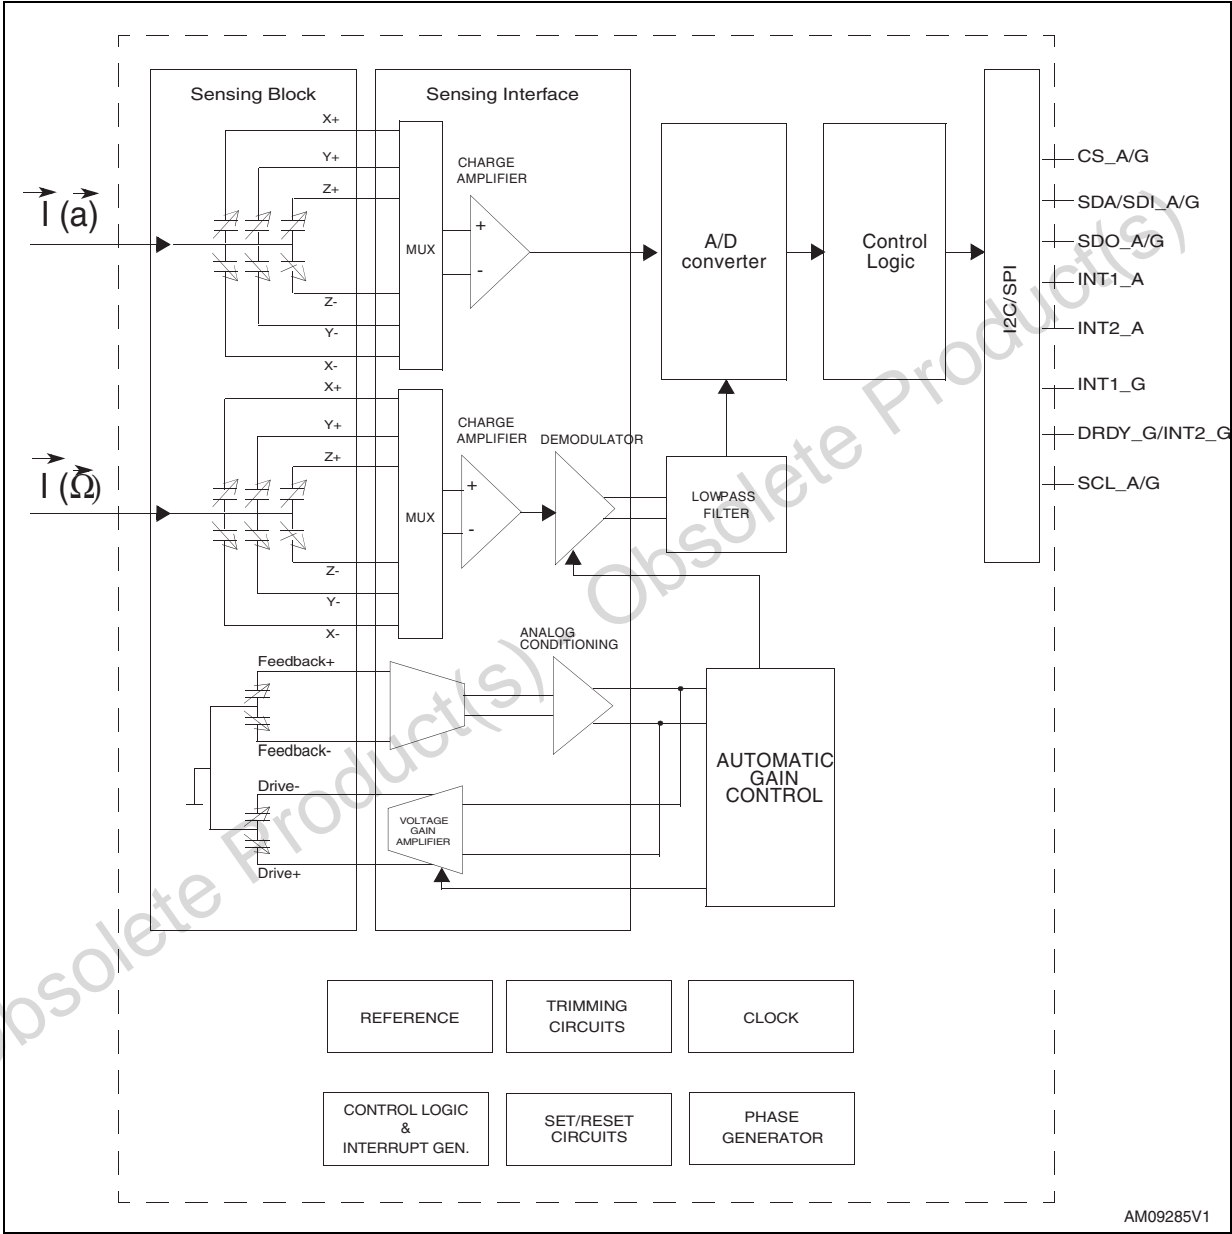 Sensing Block
Sensing Interface
X+
Y+
Z+
CHARGE
AMPLIFIER
I (a)
MUX
+
-
A/D
converter
Control
Logic
I2C/SPI
CS_A/G
SDA/SDI_A/G
SDO_A/G
INT1_A
INT2_A
INT1_G
DRDY_G/INT2_G
SCL_A/G
Z-
Y-
X-
X+
Y+
Z+
CHARGE
AMPLIFIER
DEMODULATOR
I (Ω)
MUX
+
-
LOWPASS
FILTER
Z-
Y-
X-
ANALOG
CONDITIONING
Feedback+
Feedback-
Drive-
VOLTAGE
GAIN
AMPLIFIER
Drive+
AUTOMATIC
GAIN
CONTROL
REFERENCE
TRIMMING
CIRCUITS
CLOCK
CONTROL LOGIC
&
INTERRUPT GEN.
SET/RESET
CIRCUITS
PHASE
GENERATOR
AM09285V1
Obsolete Product(s) - Obsolete Product(s)